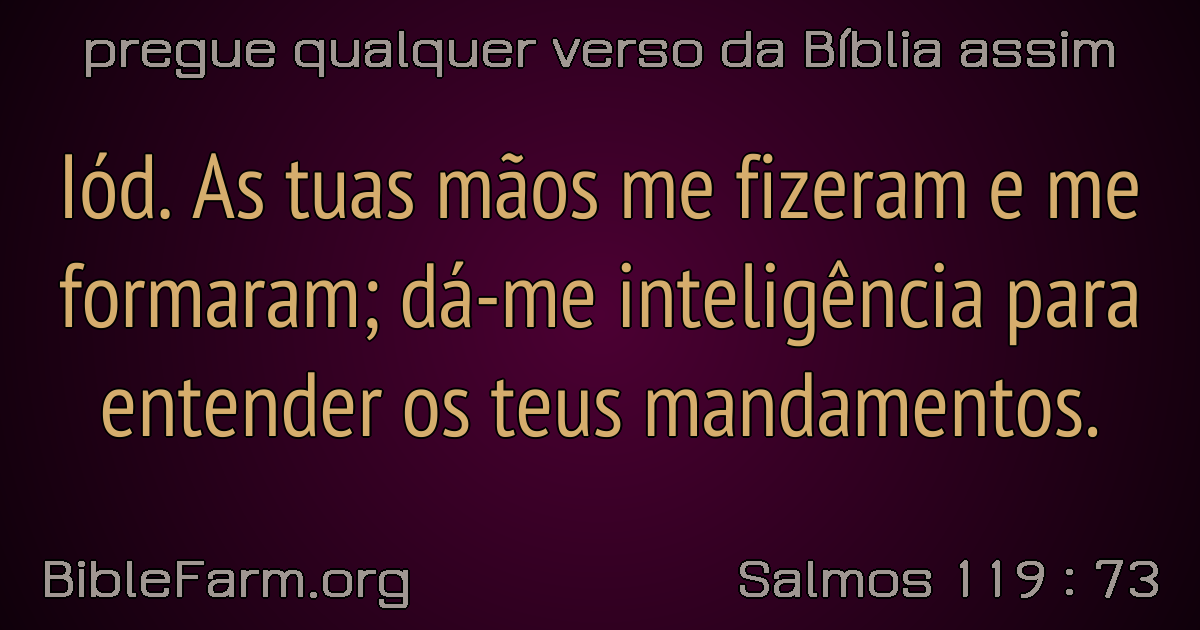 pregue qualquer verso da Bíblia assim
Iód. As tuas mãos me fizeram e me
formaram; dá-me inteligência para
entender os teus mandamentos.
BibleFarm.org
Salmos 119 : 73